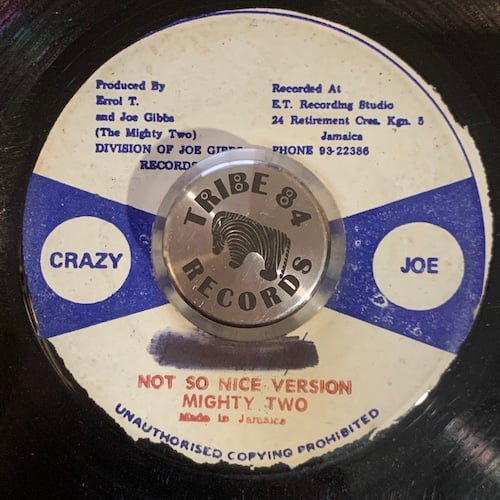 Produced By
Errol T.
and Joe Gibbs
(The Mighty Two)
DIVISION OF JOE GIBBS
RECORDS
Recorded At
E.T. Recording Studio
24 Retirement Cres. Kgn. 5
Jamaica
PHONE 93-22386
TRIBE 84
RECORDS
CRAZY
JOE
NOT SO NICE VERSION
MIGHTY TWO
Made in Jamaica
UNAUTHORISED COPYING PROHIBITED